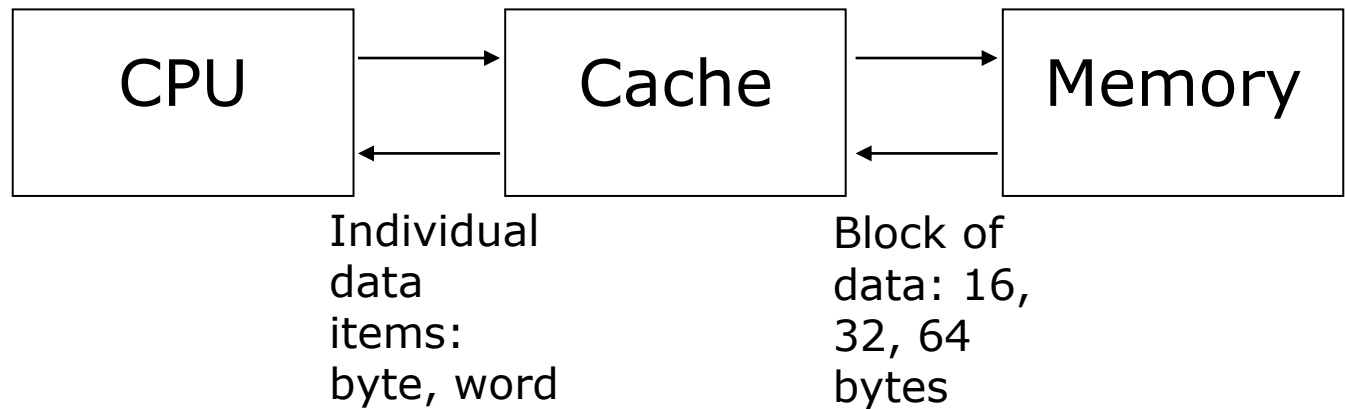 CPU
Cache
Memory
Individual
data
items:
byte, word
Block of
data: 16,
32, 64
bytes